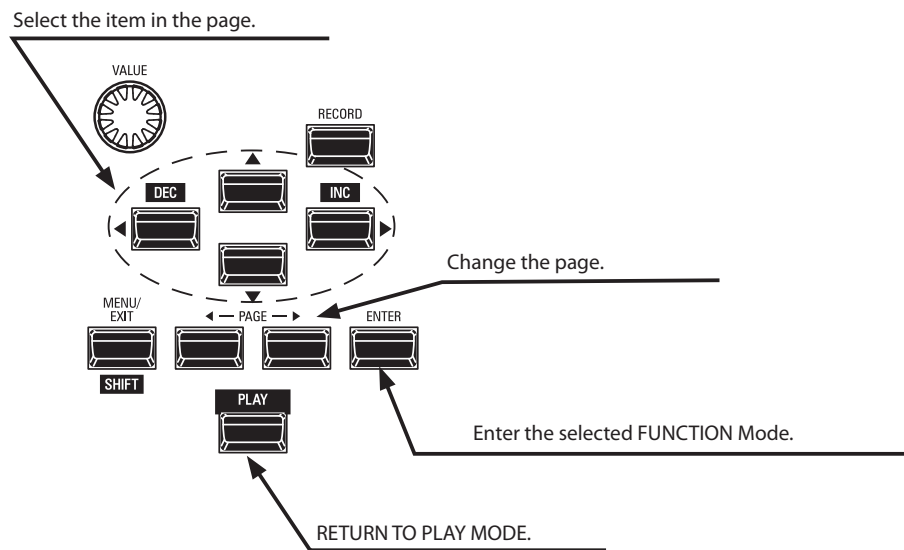 Select the item in the page.
VALUE
RECORD
DEC
INC
Change the page.
MENU/
EXIT
PAGE
ENTER
SHIFT
PLAY
Enter the selected FUNCTION Mode.
RETURN TO PLAY MODE.